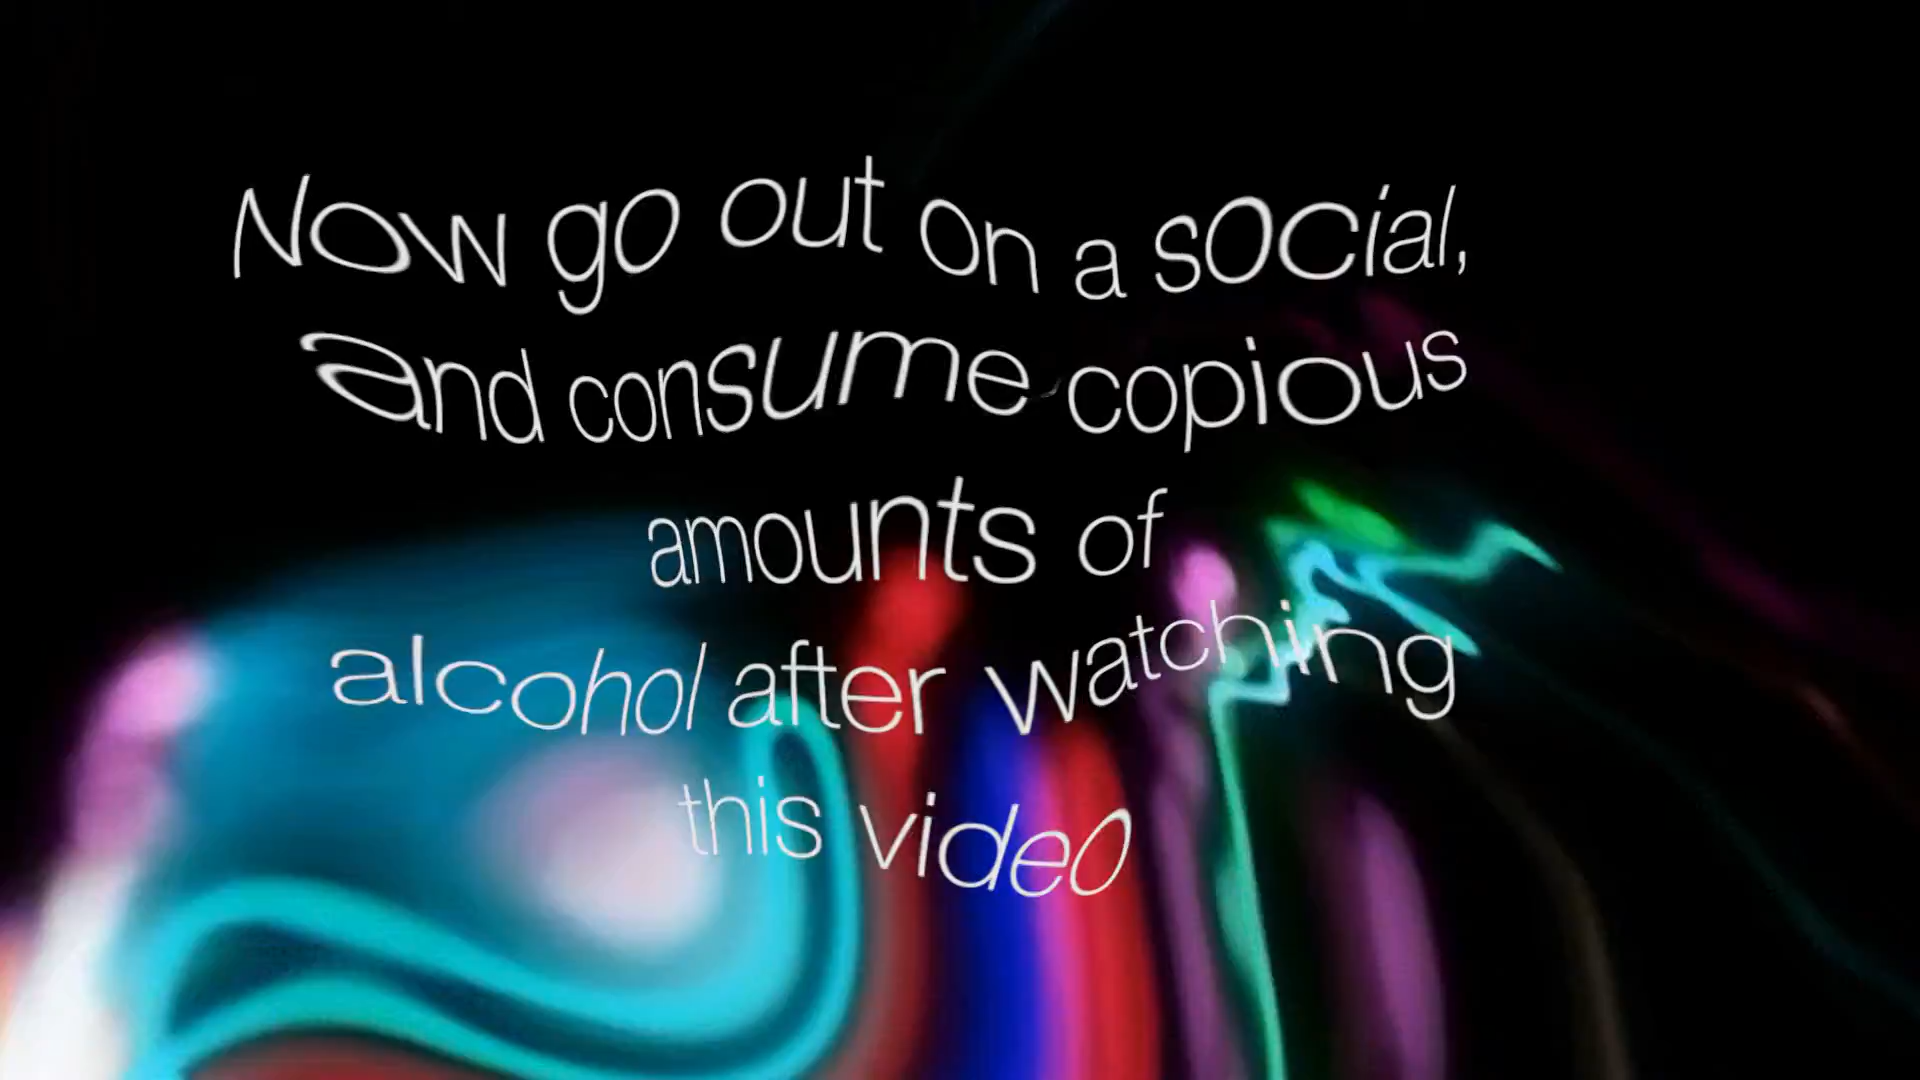 Now go out on a social,
and consume copious
amounts of
alcohol after watching
this video